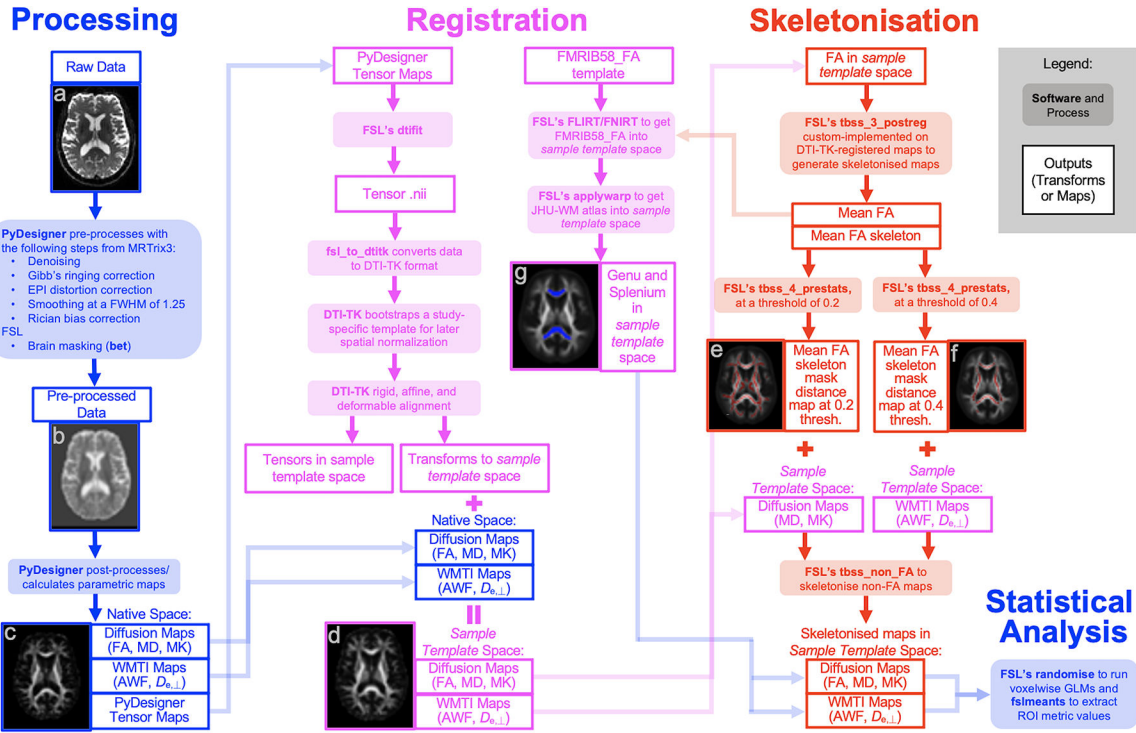 Processing
Raw Data
a
PyDesigner pre-processes with
the following steps from MRTrix3:
• Denoising
• Gibb's ringing correction
• EPI distortion correction
• Smoothing at a FWHM of 1.25
• Rician bias correction
FSL
• Brain masking (bet)
Pre-processed
Data
b
PyDesigner post-processes/
calculates parametric maps
Native Space:
c
Diffusion Maps
(FA, MD, MK)
WMTI Maps
(AWF, De,⊥)
PyDesigner
Tensor Maps
Registration
PyDesigner
Tensor Maps
FSL's dtifit
Tensor .nii
fsl_to_dtitk converts data
to DTI-TK format
DTI-TK bootstraps a study-
specific template for later
spatial normalization
DTI-TK rigid, affine, and
deformable alignment
Tensors in sample
template space
Transforms to sample
template space
+
Native Space:
Diffusion Maps
(FA, MD, MK)
WMTI Maps
(AWF, De,⊥)
Sample
Template Space:
d
Diffusion Maps
(FA, MD, MK)
WMTI Maps
(AWF, De,⊥)
FMRIB58_FA
template
FSL's FLIRT/FNIRT to get
FMRIB58_FA into
sample template space
FSL's applywarp to get
JHU-WM atlas into sample
template space
g
Genu and
Splenium
in
sample
template
space
Skeletonisation
FA in sample
template space
FSL's tbss_3_postreg
custom-implemented on
DTI-TK-registered maps to
generate skeletonised maps
Mean FA
Mean FA skeleton
FSL's tbss_4_prestats,
at a threshold of 0.2
FSL's tbss_4_prestats,
at a threshold of 0.4
e
Mean FA
skeleton
mask
distance
map at 0.2
thresh.
Mean FA
skeleton
mask
distance
map at 0.4
thresh.
f
+
+
Sample
Template Space:
Diffusion Maps
(MD, MK)
Sample
Template Space:
WMTI Maps
(AWF, De,⊥)
FSL's tbss_non_FA to
skeletonise non-FA maps
Skeletonised maps in
Sample Template Space:
Diffusion Maps
(FA, MD, MK)
WMTI Maps
(AWF, De,⊥)
Legend:
Software and
Process
Outputs
(Transforms
or Maps)
Statistical
Analysis
FSL's randomise to run
voxelwise GLMs and
fslmeants to extract
ROI metric values